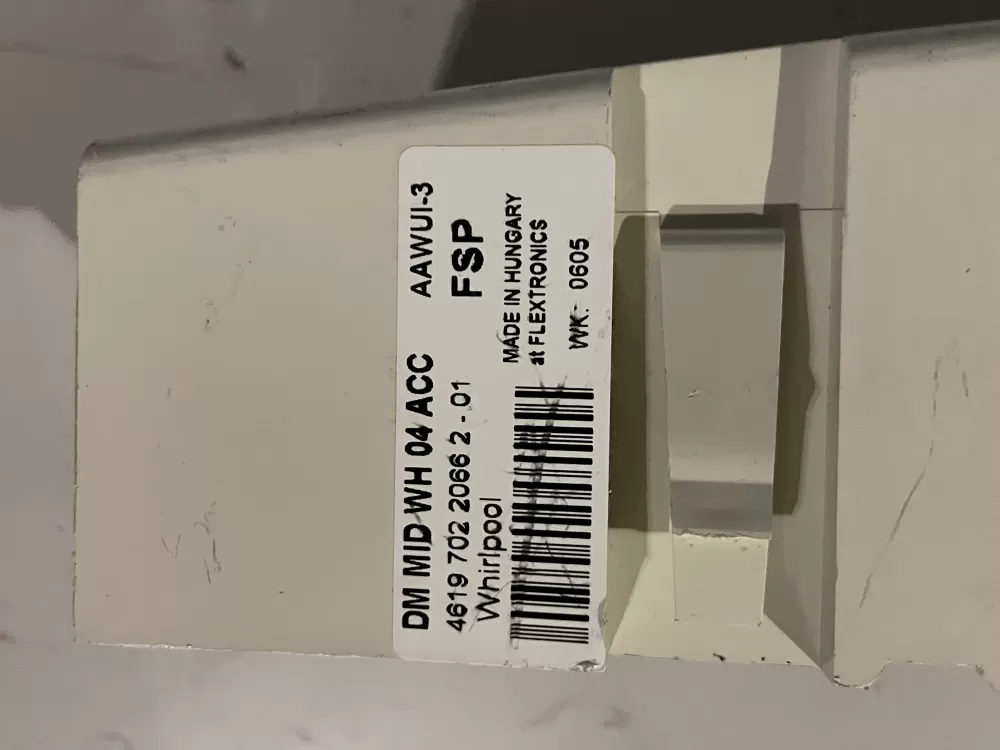 DM MID WH 04 ACC AAWUI-3
4619 702 2066 2 - 01 FSP
Whirlpool
MADE IN HUNGARY
at FLEXTRONICS
WK.- 0605